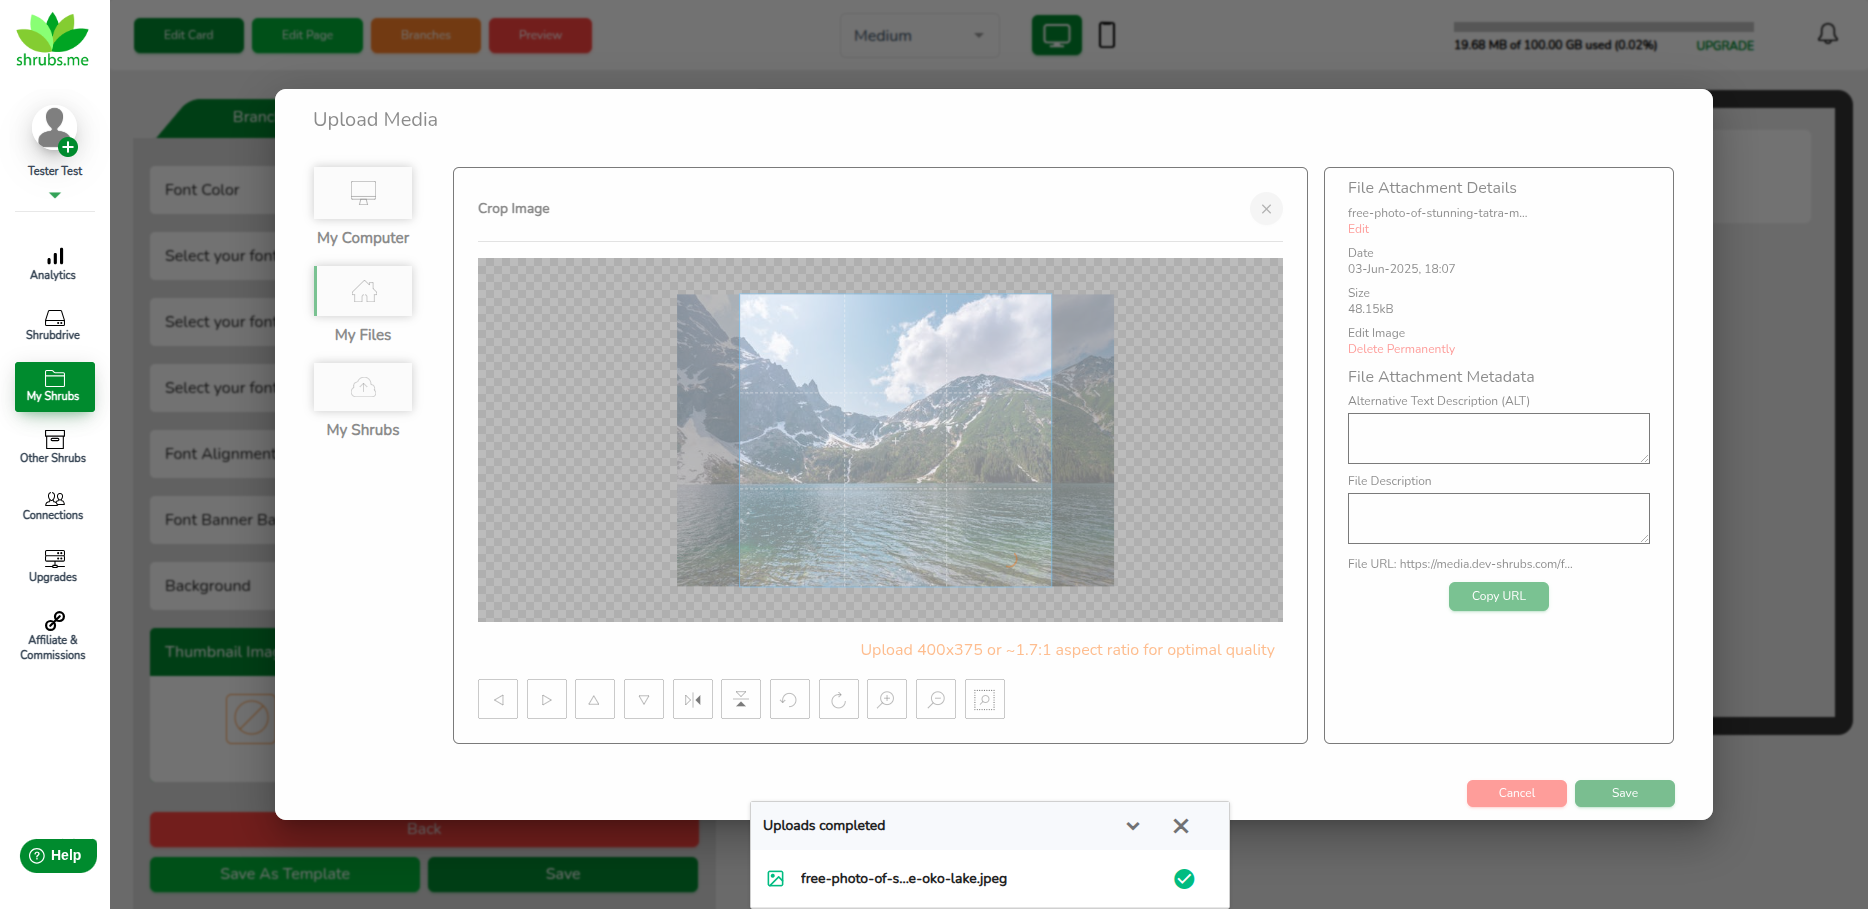 shrubs.me
Tester Test
Analytics
Shrubdrive
My Shrubs
Other Shrubs
Connections
Upgrades
Affiliate &
Commissions
Help
Edit Card
Edit Page
Branches
Preview
Medium
19.68 MB of 100.00 GB used (0.02%)
UPGRADE
Font Color
Select your
Select your
Select your
Font Alignment
Font Banner
Background
Thumbnail
Back
Save As Template
Save
Upload Media
My Computer
My Files
My Shrubs
Crop Image
Upload 400x375 or ~1.7:1 aspect ratio for optimal quality
File Attachment Details
free-photo-of-stunning-tatra-m...
Edit
Date
03-Jun-2025, 18:07
Size
48.15kB
Edit Image
Delete Permanently
File Attachment Metadata
Alternative Text Description (ALT)
File Description
File URL: https://media.dev-shrubs.com/f...
Copy URL
Cancel
Save
Uploads completed
free-photo-of-s...e-oko-lake.jpeg